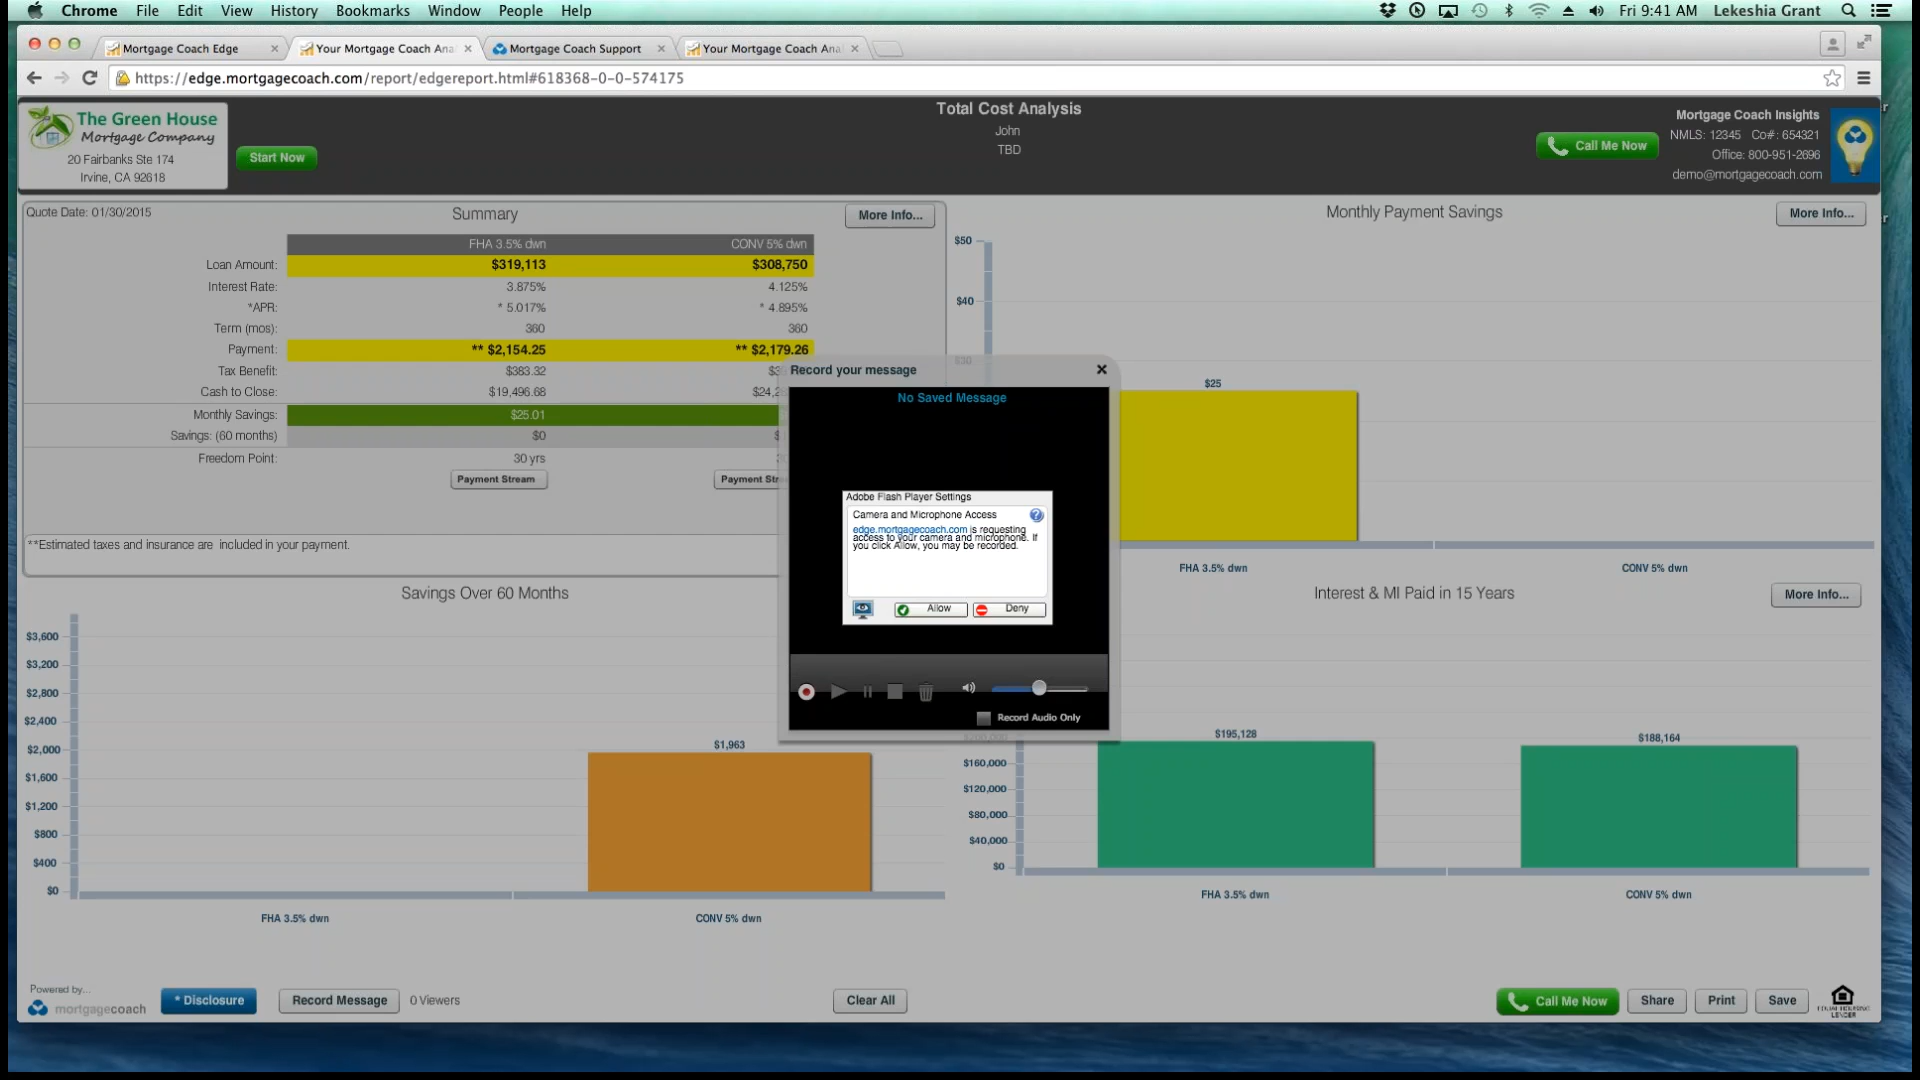 Chrome File Edit View History Bookmarks Window People Help
Fri 9:41 AM Lekeshia Grant
Mortgage Coach Edge
Your Mortgage Coach Ana
Mortgage Coach Support
Your Mortgage Coach Ana
https://edge.mortgagecoach.com/report/edgereport.html#618368-0-0-574175
The Green House
Mortgage Company
20 Fairbanks Ste 174
Irvine, CA 92618
Start Now
Total Cost Analysis
John
TBD
Call Me Now
Mortgage Coach Insights
NMLS: 12345 Co#: 654321
Office: 800-951-2696
demo@mortgagecoach.com
Quote Date: 01/30/2015
Summary
More Info...
FHA 3.5% dwn CONV 5% dwn
Loan Amount: $319,113 $308,750
Interest Rate: 3.875% 4.125%
*APR: * 5.017% * 4.895%
Term (mos): 360 360
Payment: ** $2,154.25 ** $2,179.26
Tax Benefit: $383.32
Cash to Close: $19,496.68
Monthly Savings: $25.01
Savings: (60 months) $0
Freedom Point: 30 yrs
Payment Stream
Payment Stre
**Estimated taxes and insurance are included in your payment.
Monthly Payment Savings
More Info...
$50
$40
$30
$25
FHA 3.5% dwn
CONV 5% dwn
Record your message
No Saved Message
Adobe Flash Player Settings
Camera and Microphone Access
edge.mortgagecoach.com is requesting
access to your camera and microphone. If
you click Allow, you may be recorded.
Allow
Deny
Record Audio Only
Savings Over 60 Months
$3,600
$3,200
$2,800
$2,400
$2,000
$1,600
$1,200
$800
$400
$0
$1,963
FHA 3.5% dwn
CONV 5% dwn
Interest & MI Paid in 15 Years
More Info...
$200,000
$160,000
$120,000
$80,000
$40,000
$0
$195,128
$188,164
FHA 3.5% dwn
CONV 5% dwn
Powered by...
mortgagecoach
* Disclosure
Record Message
0 Viewers
Clear All
Call Me Now
Share
Print
Save
EQUAL HOUSING
LENDER